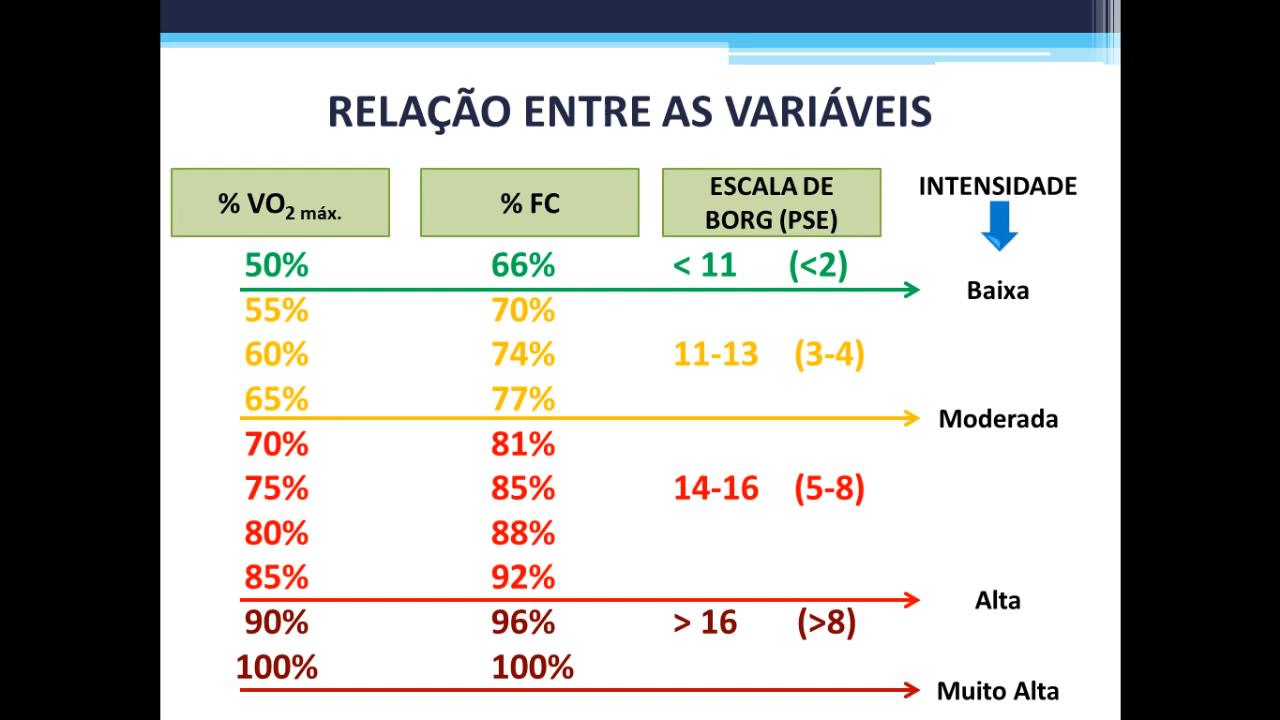 RELAÇÃO ENTRE AS VARIÁVEIS
% VO2 máx.
% FC
ESCALA DE
BORG (PSE)
INTENSIDADE
50% 66% < 11 (<2)
Baixa
55% 70%
60% 74% 11-13 (3-4)
65% 77%
Moderada
70% 81%
75% 85% 14-16 (5-8)
80% 88%
85% 92%
Alta
90% 96% > 16 (>8)
100% 100%
Muito Alta